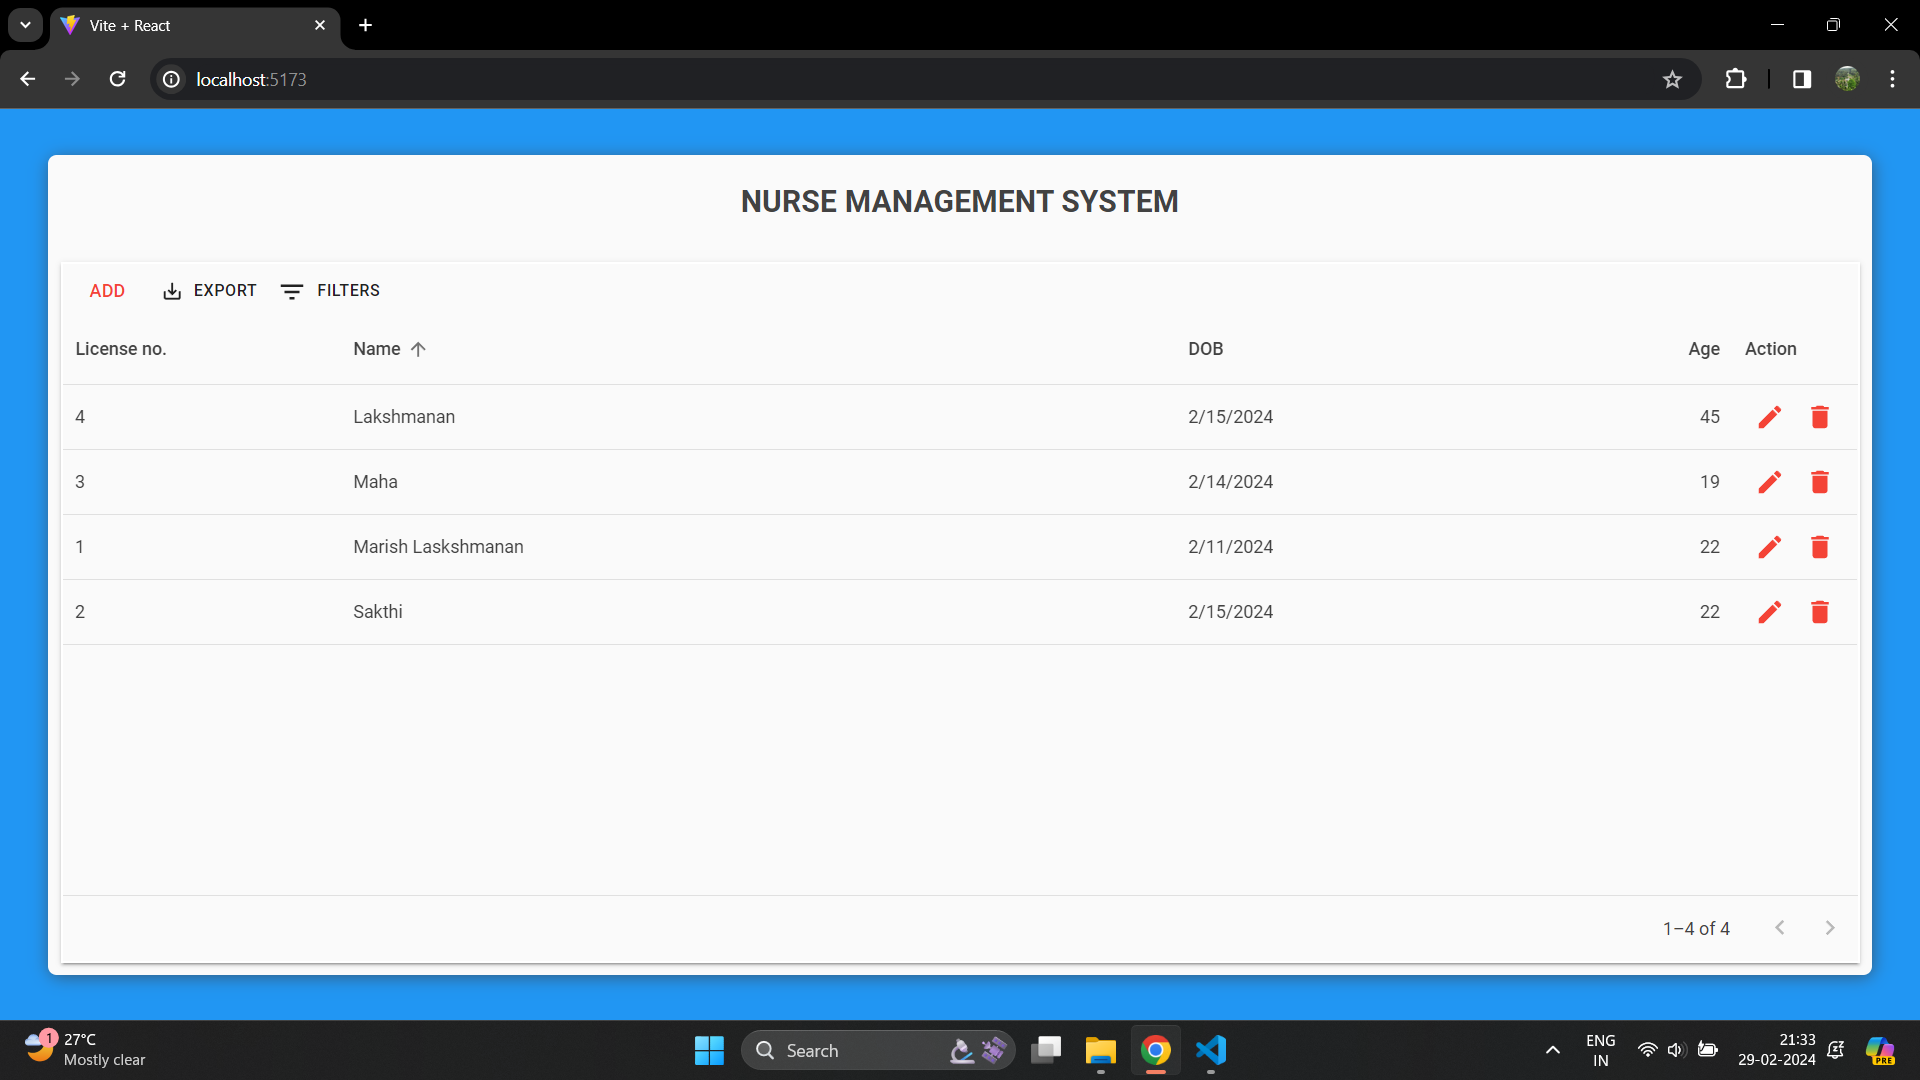 Vite + React
localhost:5173
NURSE MANAGEMENT SYSTEM
ADD EXPORT FILTERS
License no. Name DOB Age Action
4 Lakshmanan 2/15/2024 45
3 Maha 2/14/2024 19
1 Marish Laskshmanan 2/11/2024 22
2 Sakthi 2/15/2024 22
1–4 of 4
1
27°C
Mostly clear
Search
ENG
IN
21:33
29-02-2024
PRE